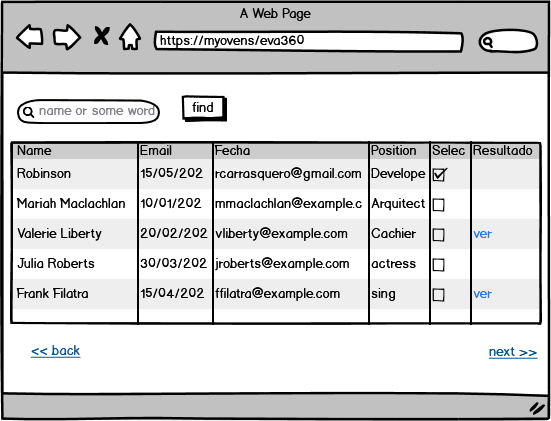 A Web Page
https://myovens/eva360
name or some word
find
Name Email Fecha Position Selec Resultado
Robinson 15/05/202 rcarrasquero@gmail.com Develope
Mariah Maclachlan 10/01/202 mmaclachlan@example.c Arquitect
Valerie Liberty 20/02/202 vliberty@example.com Cachier ver
Julia Roberts 30/03/202 jroberts@example.com actress
Frank Filatra 15/04/202 ffilatra@example.com sing ver
<< back next >>